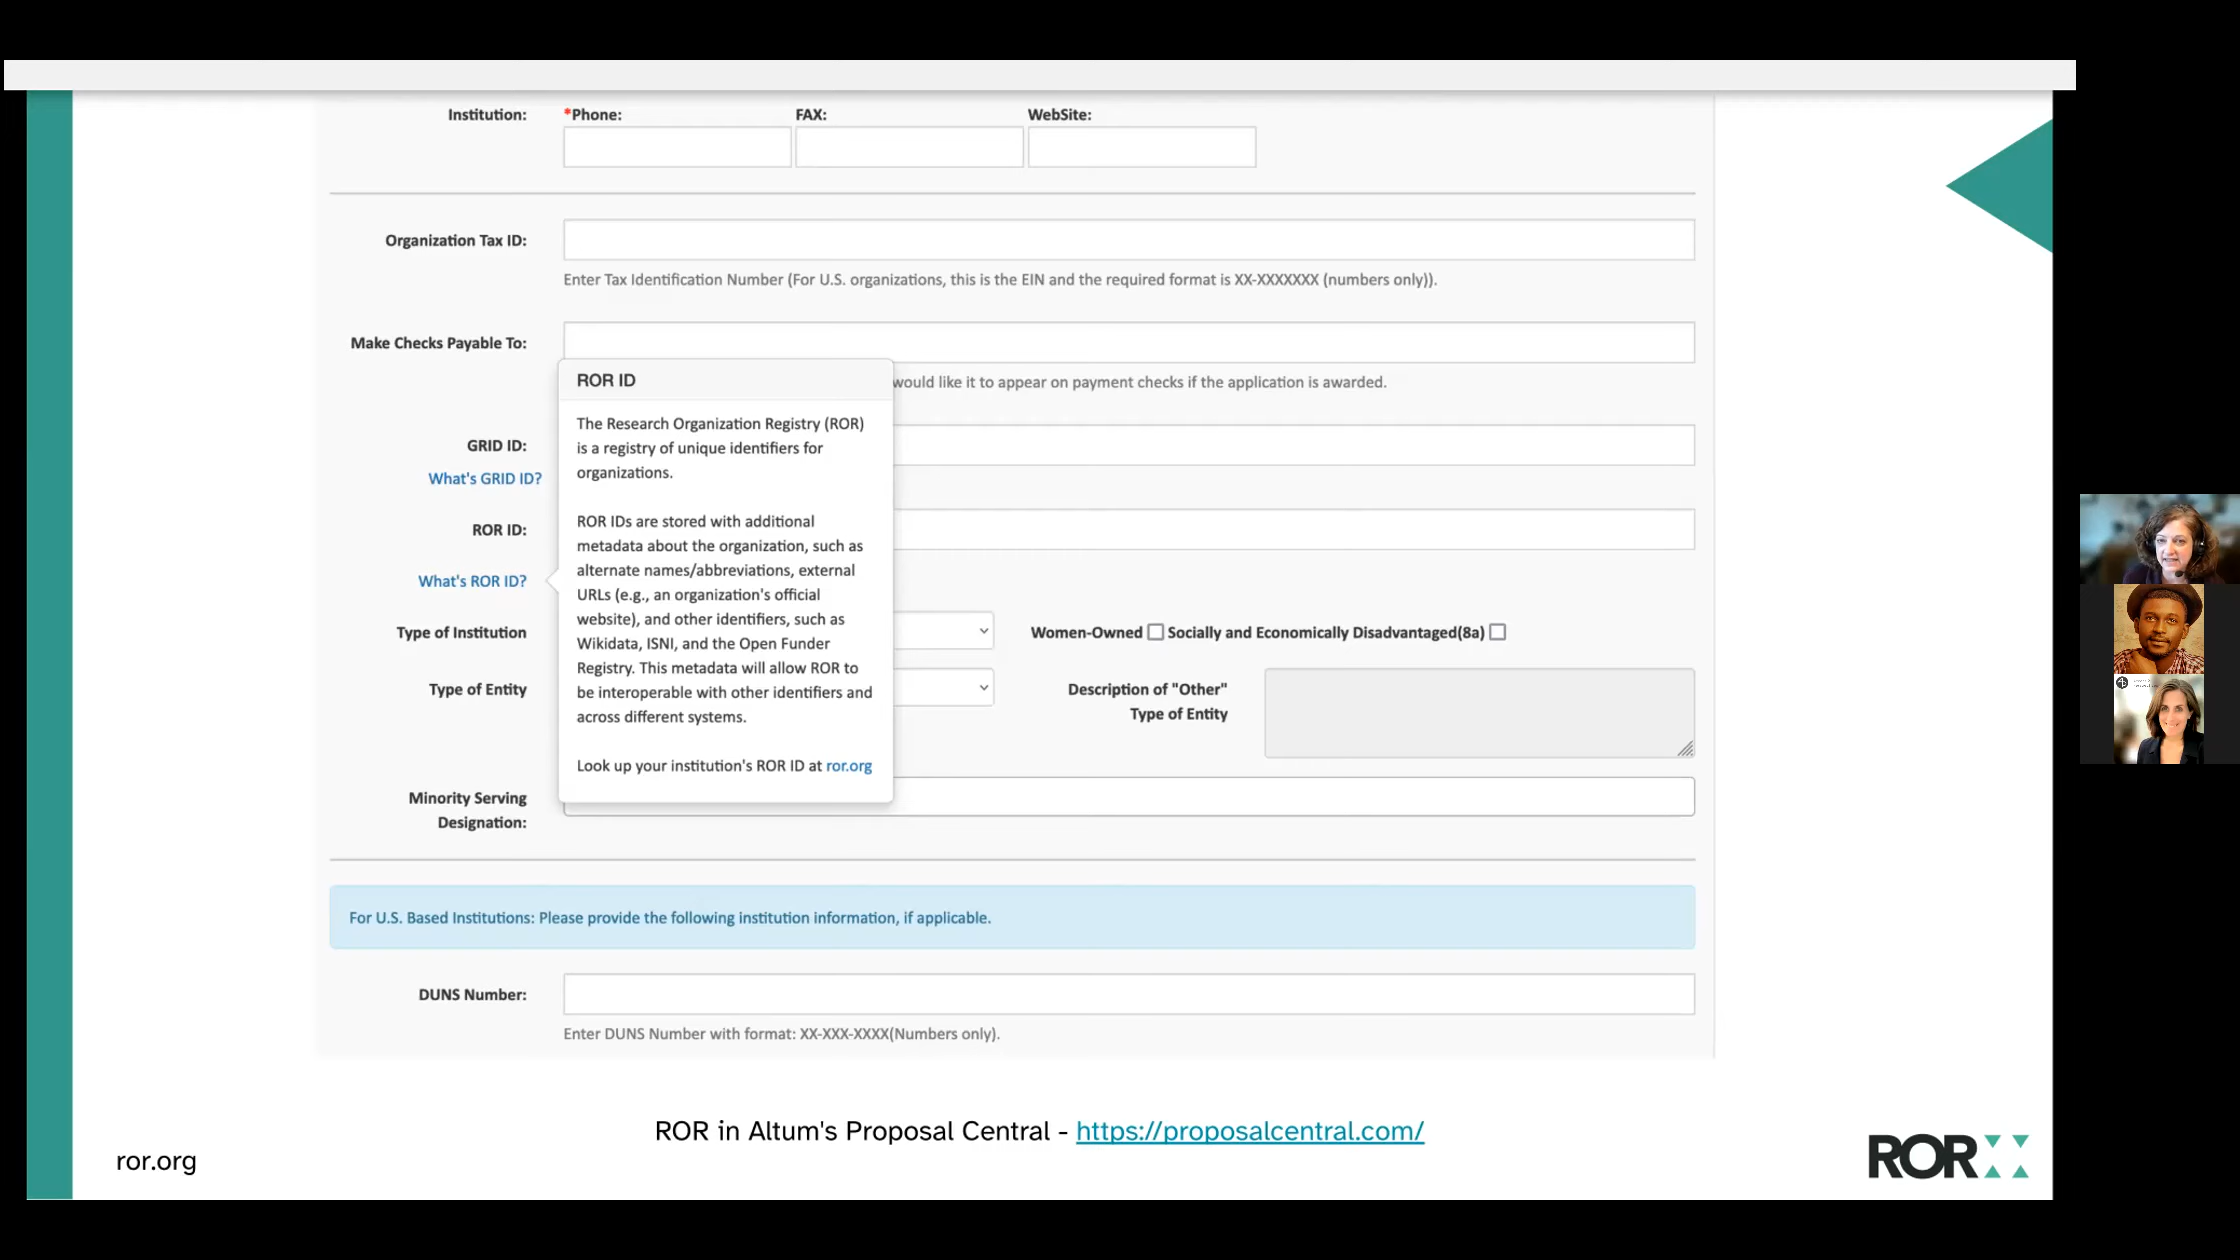 Institution: *Phone: FAX: WebSite:
Organization Tax ID:
Enter Tax Identification Number (For U.S. organizations, this is the EIN and the required format is XX-XXXXXXX (numbers only)).
Make Checks Payable To:
would like it to appear on payment checks if the application is awarded.
ROR ID
The Research Organization Registry (ROR)
is a registry of unique identifiers for
organizations.
ROR IDs are stored with additional
metadata about the organization, such as
alternate names/abbreviations, external
URLs (e.g., an organization's official
website), and other identifiers, such as
Wikidata, ISNI, and the Open Funder
Registry. This metadata will allow ROR to
be interoperable with other identifiers and
across different systems.
Look up your institution's ROR ID at ror.org
GRID ID:
What's GRID ID?
ROR ID:
What's ROR ID?
Type of Institution
Women-Owned Socially and Economically Disadvantaged(8a)
Type of Entity
Description of "Other"
Type of Entity
Minority Serving
Designation:
For U.S. Based Institutions: Please provide the following institution information, if applicable.
DUNS Number:
Enter DUNS Number with format: XX-XXX-XXXX(Numbers only).
ROR in Altum's Proposal Central - https://proposalcentral.com/
ror.org
ROR